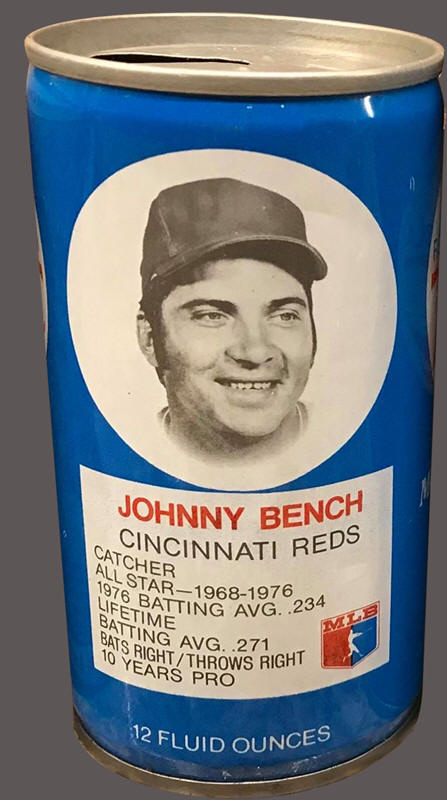 JOHNNY BENCH
CINCINNATI REDS
CATCHER
ALL STAR—1968-1976
1976 BATTING AVG. .234
LIFETIME
BATTING AVG. .271
BATS RIGHT/THROWS RIGHT
10 YEARS PRO
MLB
12 FLUID OUNCES